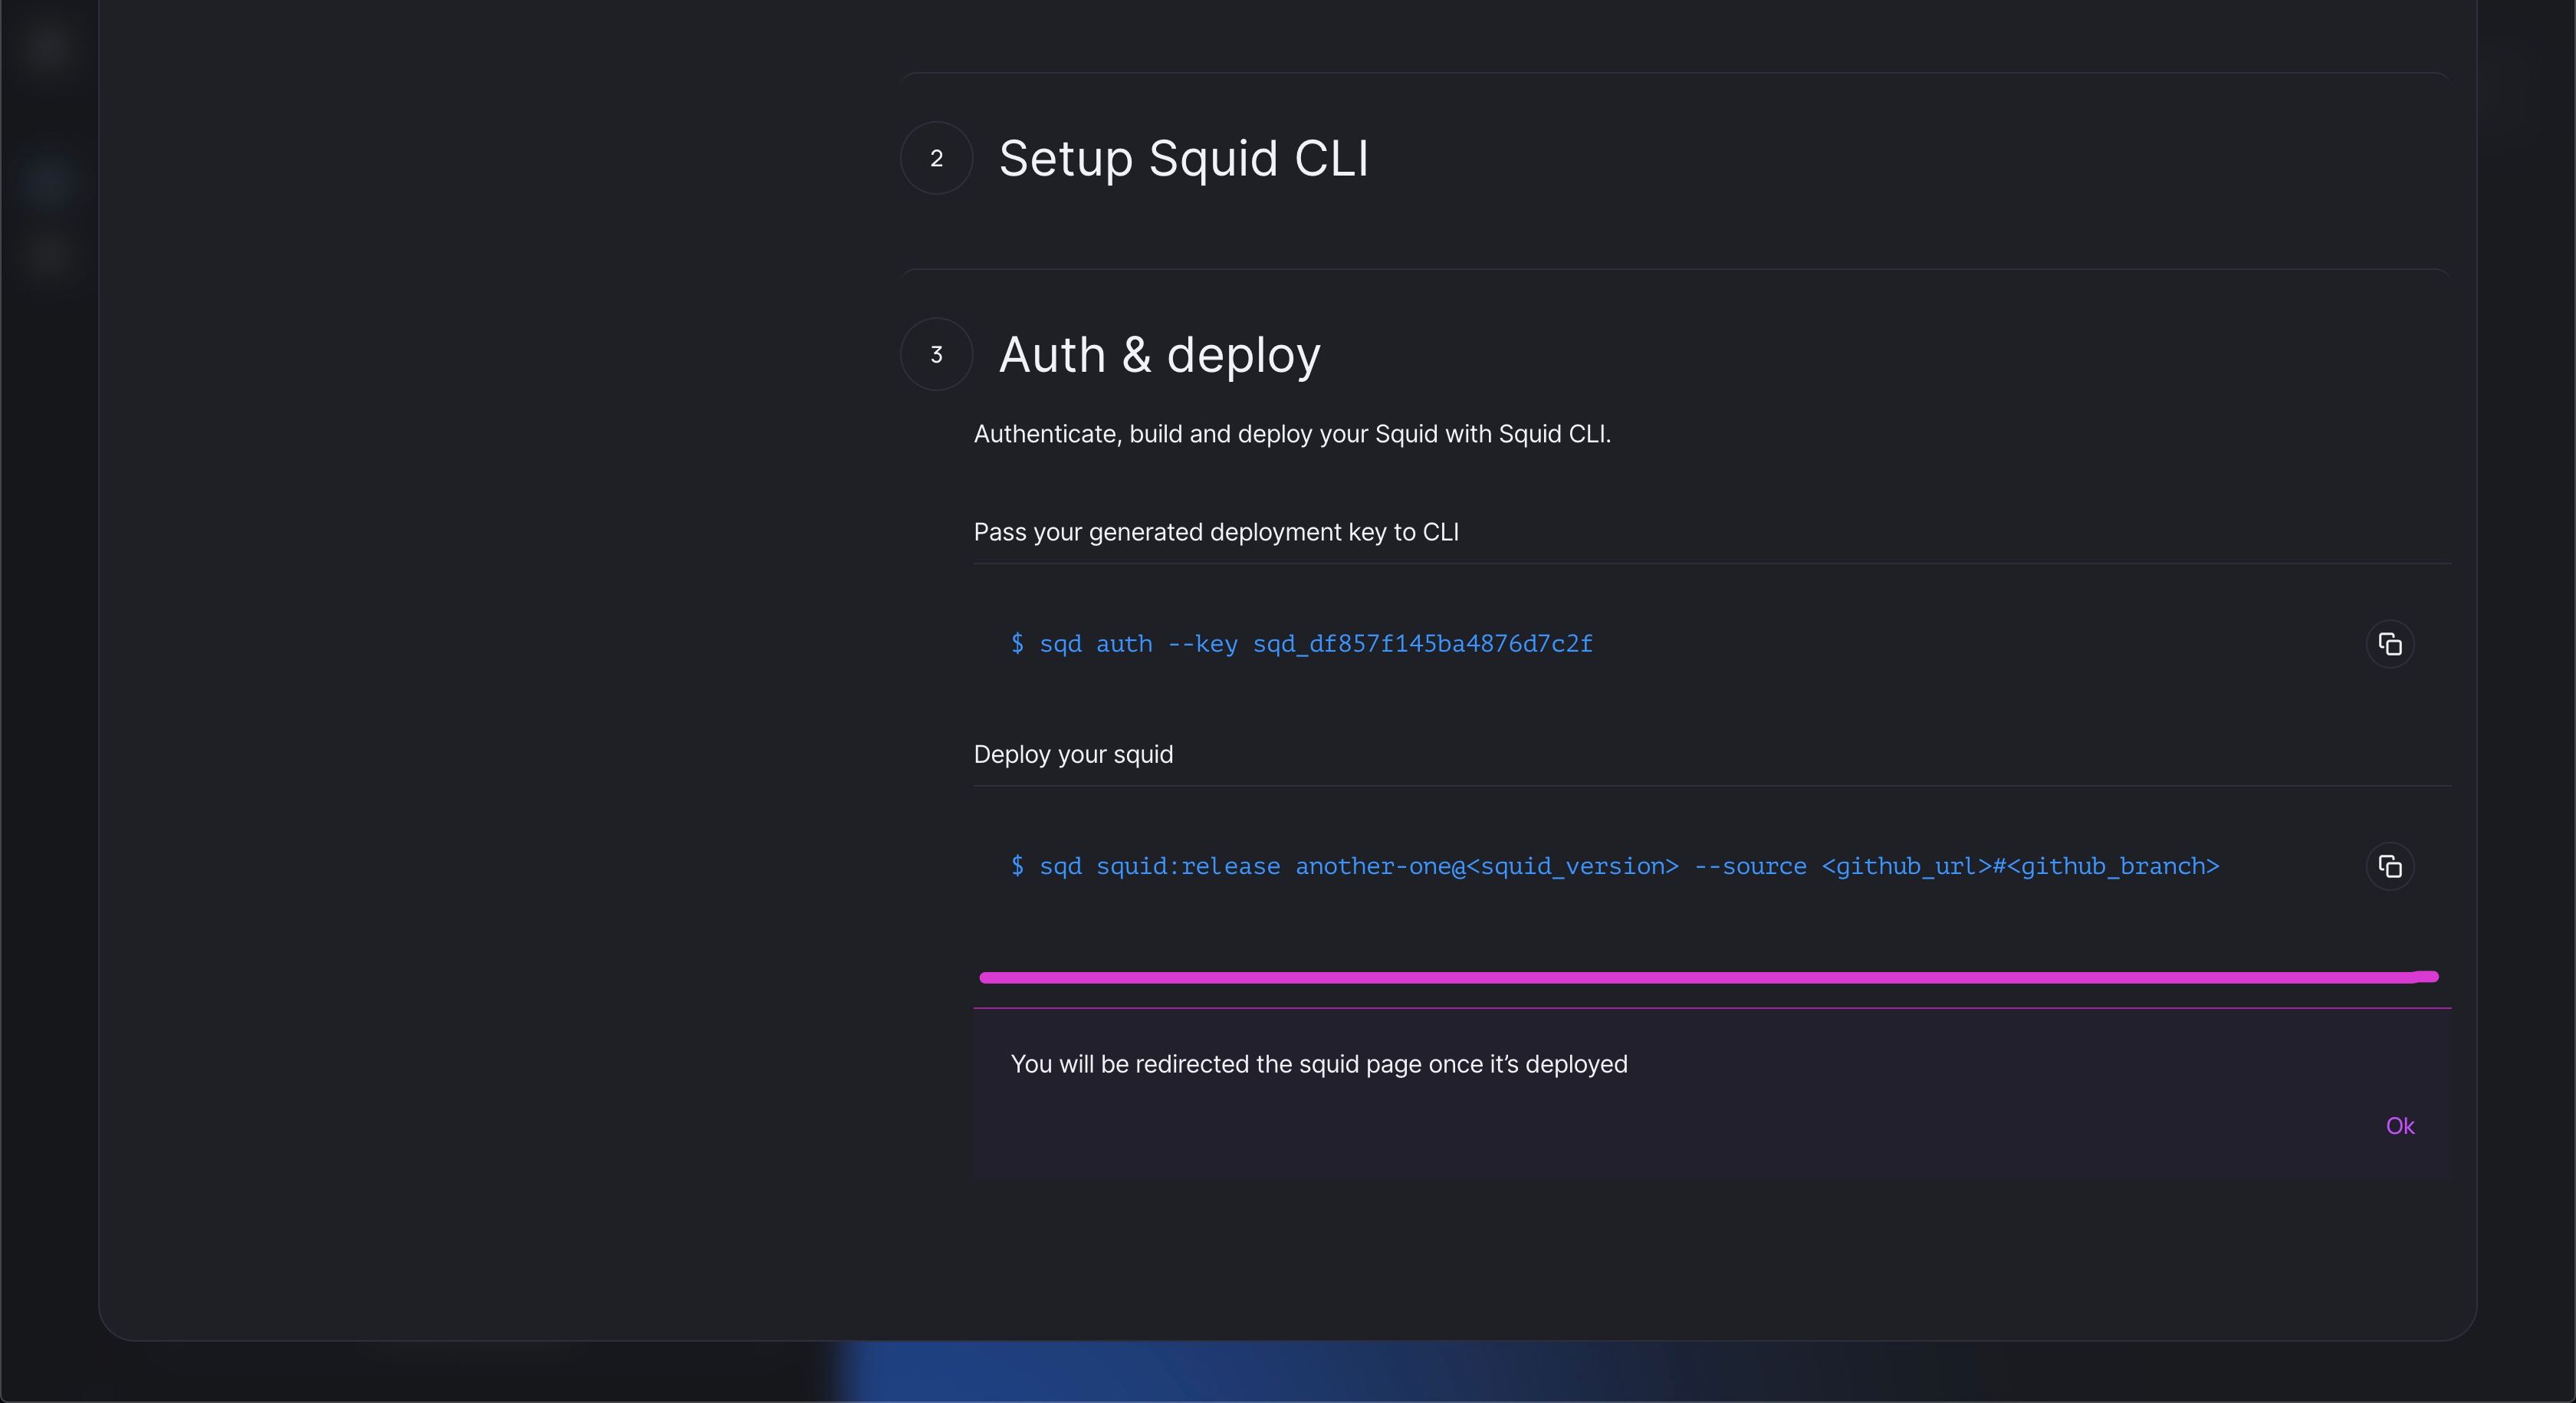 2 Setup Squid CLI
3 Auth & deploy
Authenticate, build and deploy your Squid with Squid CLI.
Pass your generated deployment key to CLI
$ sqd auth --key sqd_df857f145ba4876d7c2f
Deploy your squid
$ sqd squid:release another-one@<squid_version> --source <github_url>#<github_branch>
You will be redirected the squid page once it’s deployed
Ok